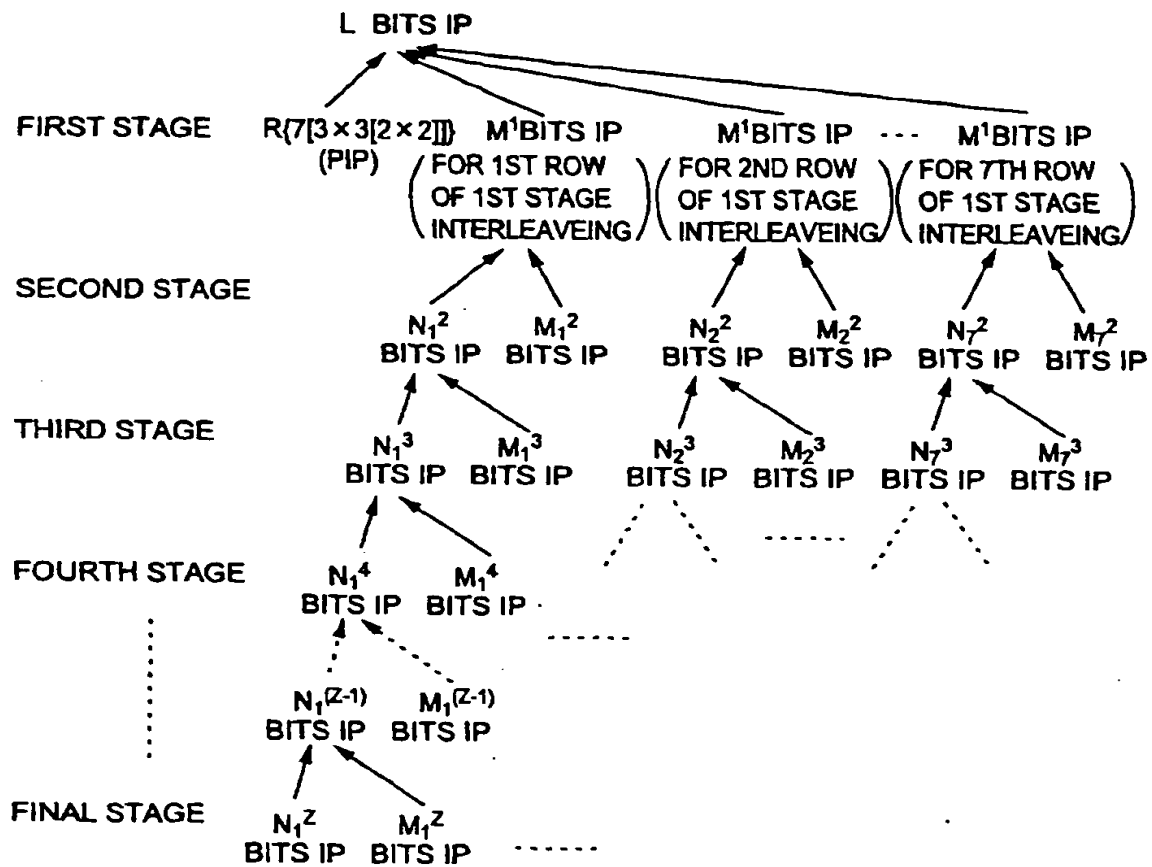 L BITS IP
FIRST STAGE R{7[3×3[2×2]]} M¹BITS IP M¹BITS IP --- M¹BITS IP
(PIP)
(FOR 1ST ROW OF 1ST STAGE INTERLEAVEING)
(FOR 2ND ROW OF 1ST STAGE INTERLEAVEING)
(FOR 7TH ROW OF 1ST STAGE INTERLEAVEING)
SECOND STAGE
N₁² M₁² N₂² M₂² N₇² M₇²
BITS IP BITS IP BITS IP BITS IP BITS IP BITS IP
THIRD STAGE
N₁³ M₁³ N₂³ M₂³ N₇³ M₇³
BITS IP BITS IP BITS IP BITS IP BITS IP BITS IP
FOURTH STAGE N₁⁴ M₁⁴
BITS IP BITS IP
N₁(Z-1) M₁(Z-1)
BITS IP BITS IP
FINAL STAGE N₁Z M₁Z
BITS IP BITS IP